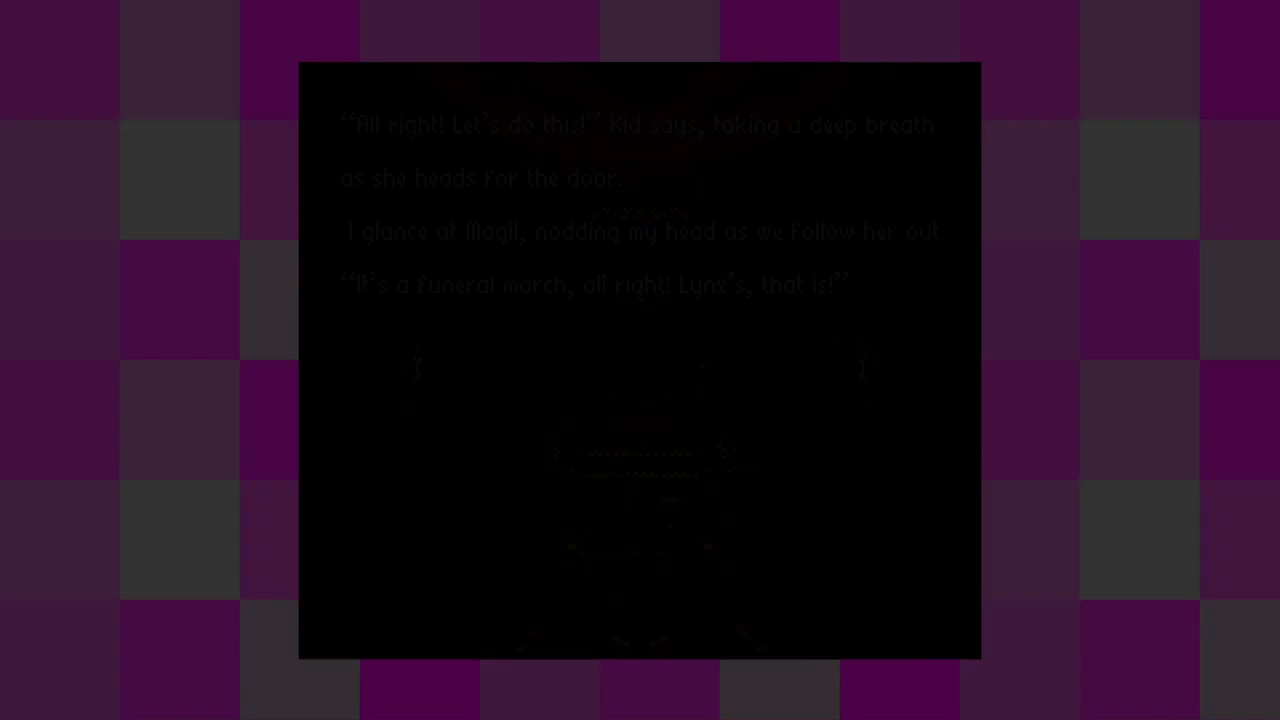 “All right! Let’s do this!” Kid says, taking a deep breath
as she heads for the door.
I glance at Magil, nodding my head as we follow her out.
“It’s a funeral march, all right! Lynx’s, that is!”